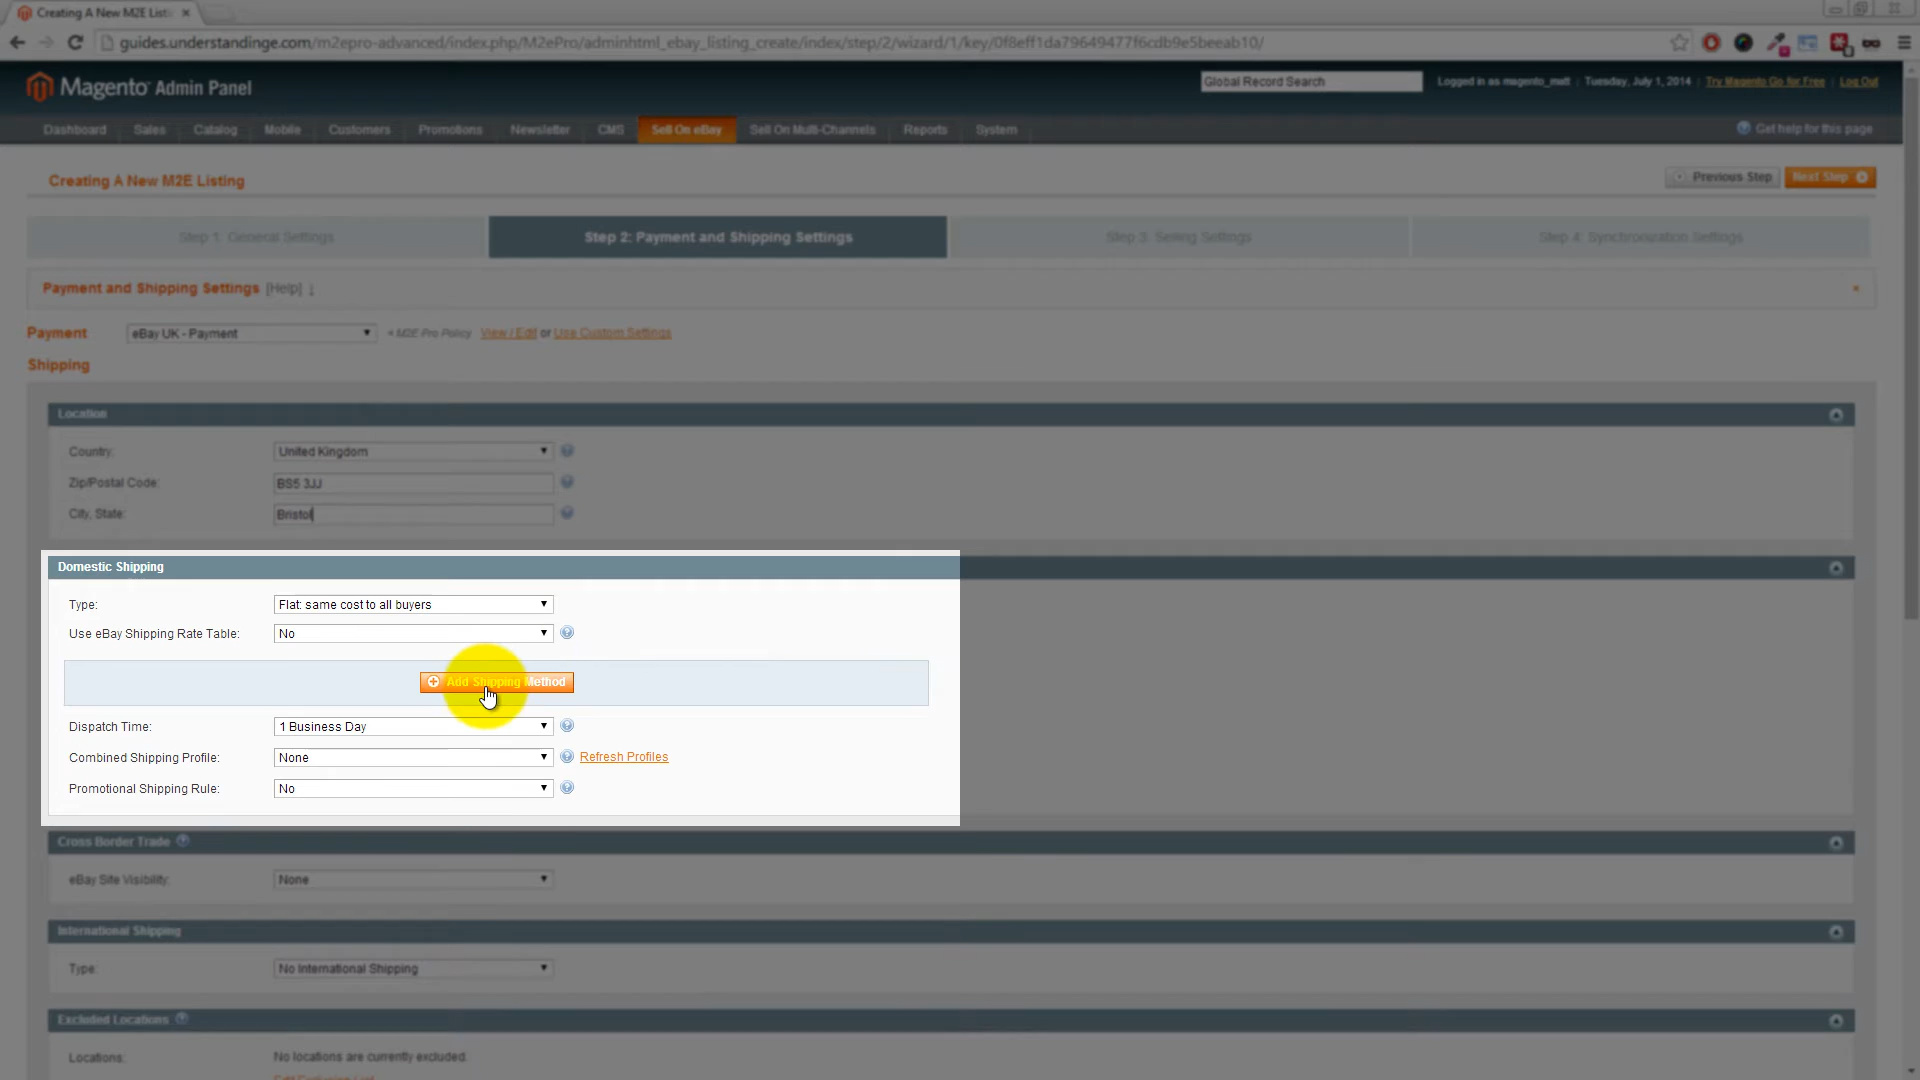 Creating A New M2E Listi
guides.understandinge.com/m2epro-advanced/index.php/M2EPro/adminhtml_ebay_listing_create/index/step/2/wizard/1/key/0f8eff1da79649477f6cdb9e5beeab10/
Magento Admin Panel
Global Record Search
Logged in as magento_matt | Tuesday, July 1, 2014 | Try Magento Go for Free | Log Out
Dashboard Sales Catalog Mobile Customers Promotions Newsletter CMS Sell On eBay Sell On Multi-Channels Reports System Get help for this page
Creating A New M2E Listing
Previous Step Next Step
Step 1: General Settings Step 2: Payment and Shipping Settings Step 3: Selling Settings Step 4: Synchronization Settings
Payment and Shipping Settings [Help] ↓
Payment eBay UK - Payment « M2E Pro Policy View / Edit or Use Custom Settings
Shipping
Location
Country: United Kingdom
Zip/Postal Code: BS5 3JJ
City, State: Bristol
Domestic Shipping
Type: Flat: same cost to all buyers
Use eBay Shipping Rate Table: No
Add Shipping Method
Dispatch Time: 1 Business Day
Combined Shipping Profile: None Refresh Profiles
Promotional Shipping Rule: No
Cross Border Trade
eBay Site Visibility: None
International Shipping
Type: No International Shipping
Excluded Locations
Locations: No locations are currently excluded.
Edit Exclusion List